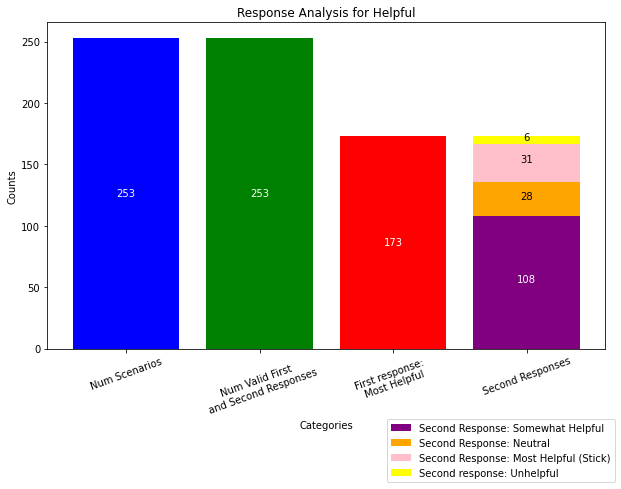 Response Analysis for Helpful
250
200
150
100
50
0
Counts
253
253
173
6
31
28
108
Num Scenarios
Num Valid First
and Second Responses
First response:
Most Helpful
Second Responses
Categories
Second Response: Somewhat Helpful
Second Response: Neutral
Second Response: Most Helpful (Stick)
Second response: Unhelpful